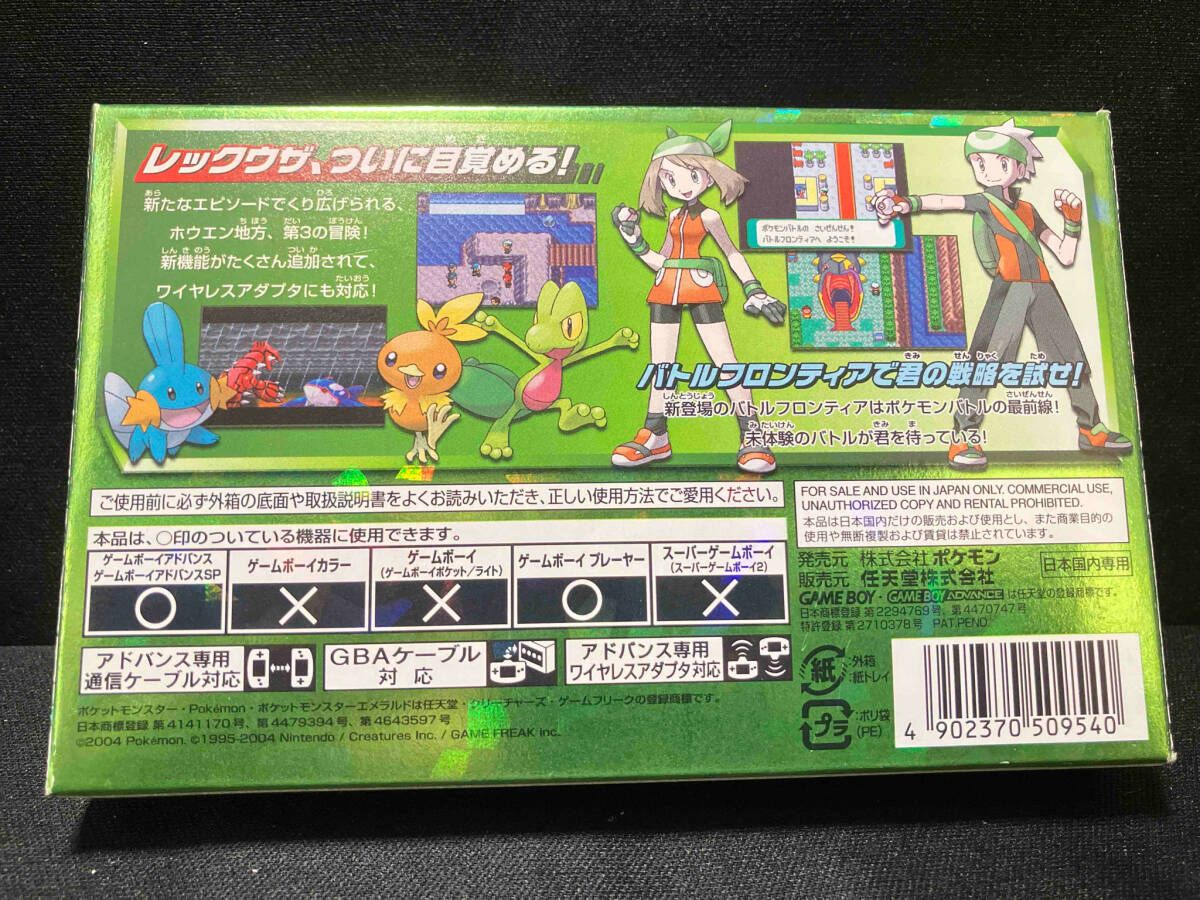 レックウザ、ついに目覚める!
新たなエピソードでくり広げられる、
ホウエン地方、第3の冒険!
新機能がたくさん追加されて、
ワイヤレスアダプタにも対応!
ポケモンバトルの さいぜんせん!
バトルフロンティアへ ようこそ!
バトルフロンティアで君の戦略を試せ!
新登場のバトルフロンティアはポケモンバトルの最前線!
未体験のバトルが君を待っている!
ご使用前に必ず外箱の底面や取扱説明書をよくお読みいただき、正しい使用方法でご愛用ください。
本品は、○印のついている機器に使用できます。
ゲームボーイアドバンス
ゲームボーイアドバンスSP
○
ゲームボーイカラー
×
ゲームボーイ
(ゲームボーイポケット/ライト)
×
ゲームボーイ プレーヤー
○
スーパーゲームボーイ
(スーパーゲームボーイ2)
×
アドバンス専用
通信ケーブル対応
GBAケーブル
対応
アドバンス専用
ワイヤレスアダプタ対応
ポケットモンスター・Pokémon・ポケットモンスターエメラルドは任天堂・クリーチャーズ・ゲームフリークの登録商標です。
日本商標登録 第4141170号、第4479394号、第4643597号
©2004 Pokémon. ©1995-2004 Nintendo / Creatures Inc. / GAME FREAK inc.
FOR SALE AND USE IN JAPAN ONLY. COMMERCIAL USE,
UNAUTHORIZED COPY AND RENTAL PROHIBITED.
本品は日本国内だけの販売および使用とし、また商業目的の
使用や無断複製および賃貸は禁止されています。
発売元 株式会社ポケモン
販売元 任天堂株式会社
日本国内専用
GAME BOY・GAME BOY ADVANCE は任天堂の登録商標です。
日本商標登録 第2294769号、第4470747号
特許登録 第2710378号 PAT.PEND.
紙
:外箱
:紙トレイ
プラ
:ポリ袋
(PE)
4 902370 509540